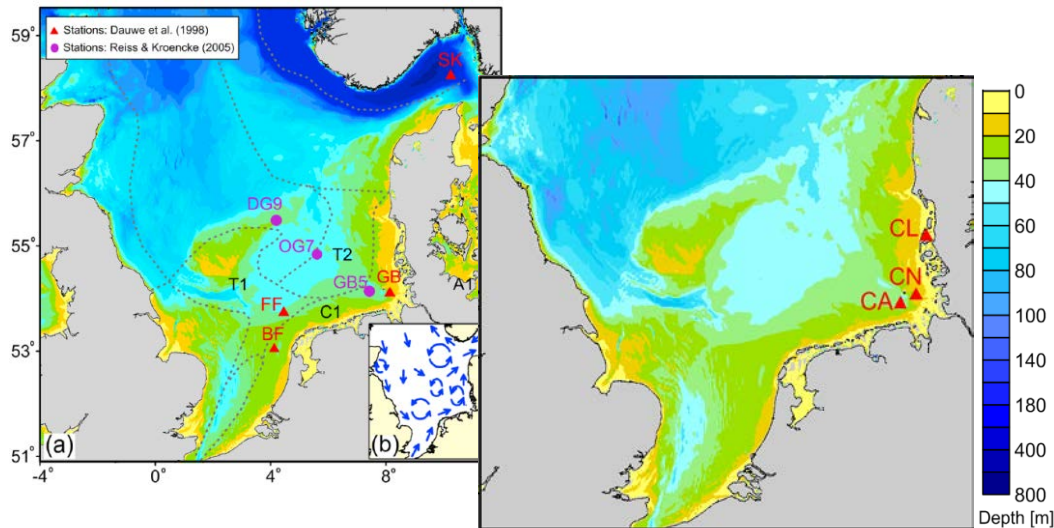 Stations: Dauwe et al. (1998)
Stations: Reiss & Kroencke (2005)
59°
57°
55°
53°
51°
-4
0
4°
8°
SK
DG9
OG7
T2
T1
GB5
GB
A1
FF
C1
BF
(a)
(b)
CL
CN
CA
0
20
40
60
80
100
140
180
400
800
Depth [m]